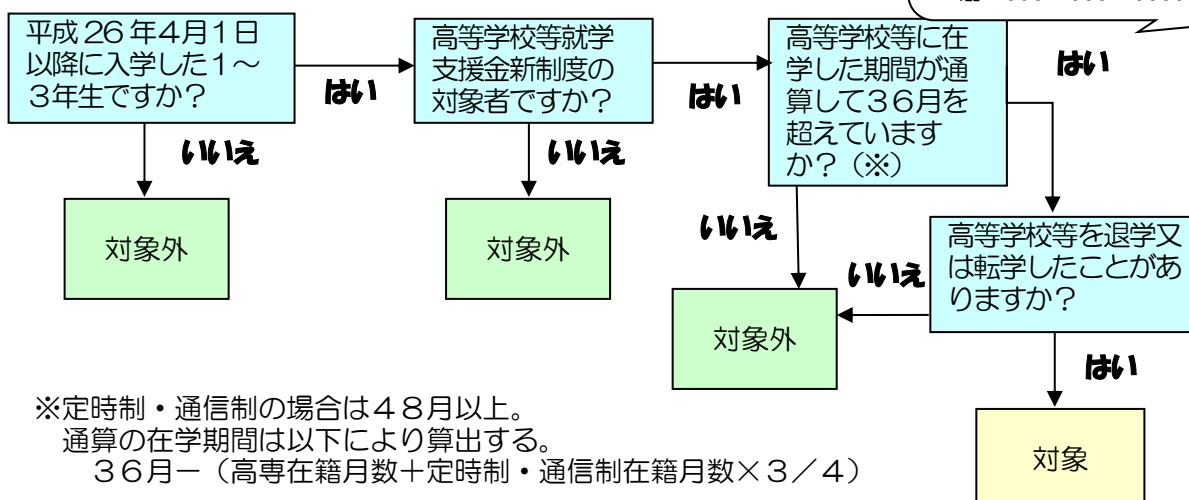 平成26年4月1日
以降に入学した1~
3年生ですか?
はい
いいえ
対象外
高等学校等就学
支援金新制度の
対象者ですか?
はい
いいえ
対象外
高等学校等に在
学した期間が通
算して36月を
超えています
か?(※)
はい
いいえ
対象外
高等学校等を退学又
は転学したことがあ
りますか?
いいえ
はい
対象
※定時制・通信制の場合は48月以上。
通算の在学期間は以下により算出する。
36月-(高専在籍月数+定時制・通信制在籍月数×3/4)